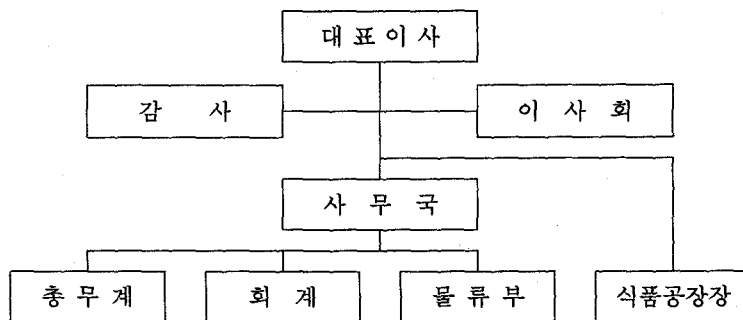 대표이사
감 사
이 사 회
사 무 국
총무계
회 계
물류부
식품공장장